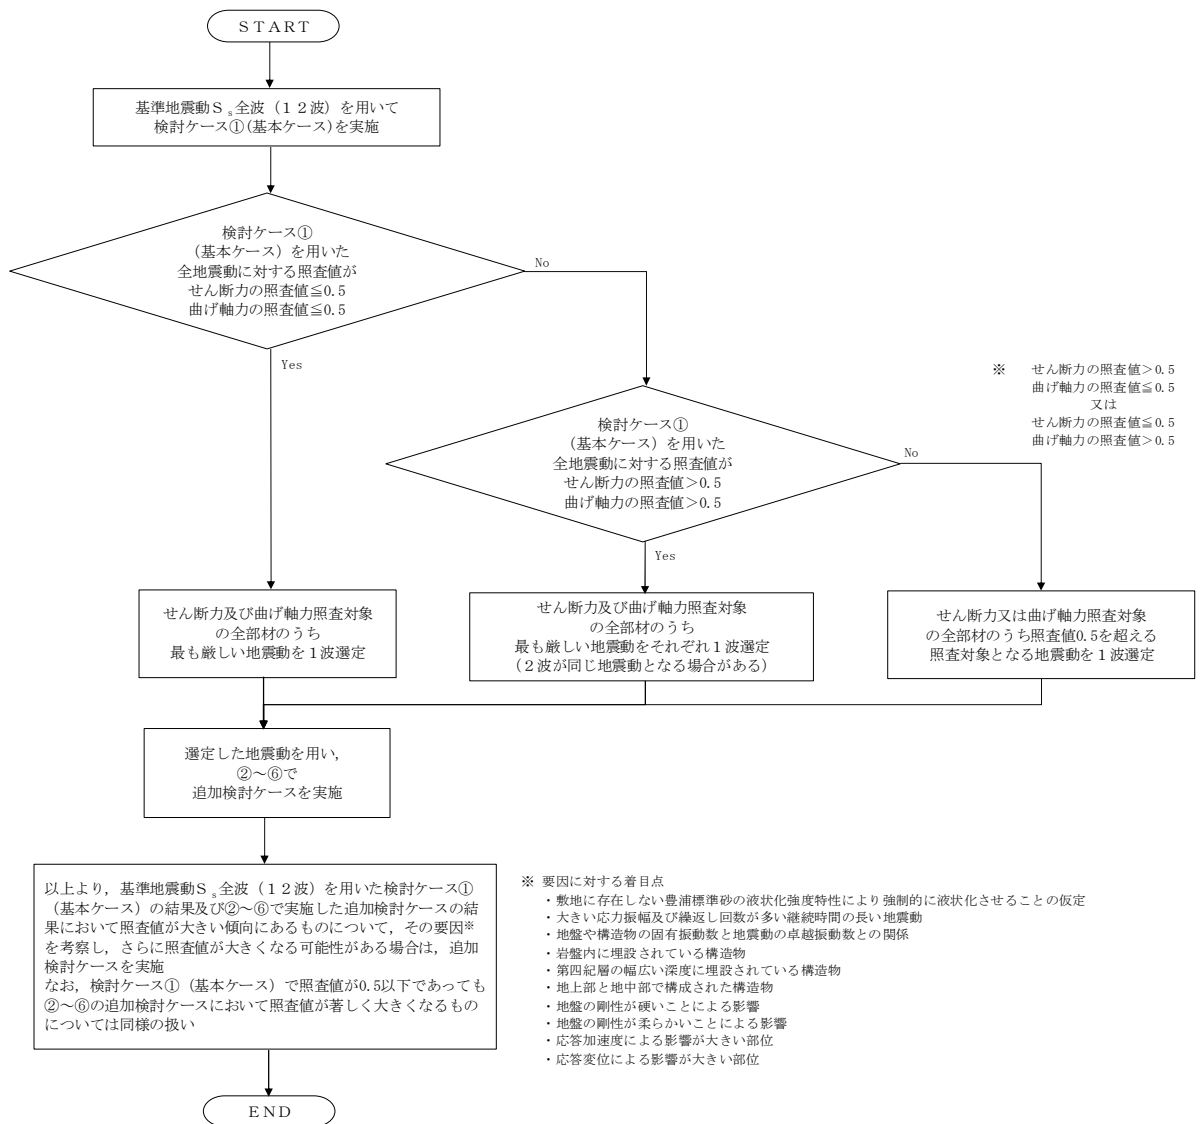 ＳＴＡＲＴ
基準地震動Ｓｓ全波（１２波）を用いて
検討ケース①(基本ケース)を実施
検討ケース①
（基本ケース）を用いた
全地震動に対する照査値が
せん断力の照査値≦0.5
曲げ軸力の照査値≦0.5
No
Yes
※　せん断力の照査値＞0.5
曲げ軸力の照査値≦0.5
又は
せん断力の照査値≦0.5
曲げ軸力の照査値＞0.5
検討ケース①
（基本ケース）を用いた
全地震動に対する照査値が
せん断力の照査値＞0.5
曲げ軸力の照査値＞0.5
No
Yes
せん断力及び曲げ軸力照査対象
の全部材のうち
最も厳しい地震動を１波選定
せん断力及び曲げ軸力照査対象
の全部材のうち
最も厳しい地震動をそれぞれ１波選定
（２波が同じ地震動となる場合がある）
せん断力又は曲げ軸力照査対象
の全部材のうち照査値0.5を超える
照査対象となる地震動を１波選定
選定した地震動を用い，
②～⑥で
追加検討ケースを実施
以上より，基準地震動Ｓｓ全波（１２波）を用いた検討ケース①
（基本ケース）の結果及び②～⑥で実施した追加検討ケースの結
果において照査値が大きい傾向にあるものについて，その要因※
を考察し，さらに照査値が大きくなる可能性がある場合は，追加
検討ケースを実施
なお，検討ケース①（基本ケース）で照査値が0.5以下であっても
②～⑥の追加検討ケースにおいて照査値が著しく大きくなるもの
については同様の扱い
※ 要因に対する着目点
・敷地に存在しない豊浦標準砂の液状化強度特性により強制的に液状化させることの仮定
・大きい応力振幅及び繰返し回数が多い継続時間の長い地震動
・地盤や構造物の固有振動数と地震動の卓越振動数との関係
・岩盤内に埋設されている構造物
・第四紀層の幅広い深度に埋設されている構造物
・地上部と地中部で構成された構造物
・地盤の剛性が硬いことによる影響
・地盤の剛性が柔らかいことによる影響
・応答加速度による影響が大きい部位
・応答変位による影響が大きい部位
ＥＮＤ